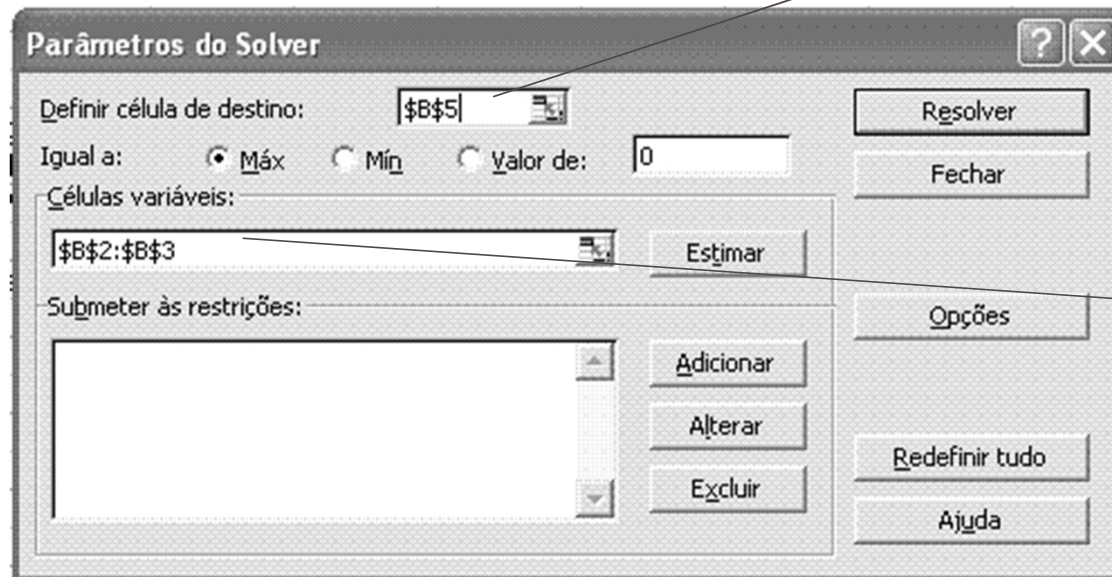 Parâmetros do Solver
Definir célula de destino: $B$5 Resolver
Igual a: Máx Mín Valor de: 0 Fechar
Células variáveis:
$B$2:$B$3 Estimar
Submeter às restrições: Opções
Adicionar
Alterar
Redefinir tudo
Excluir
Ajuda